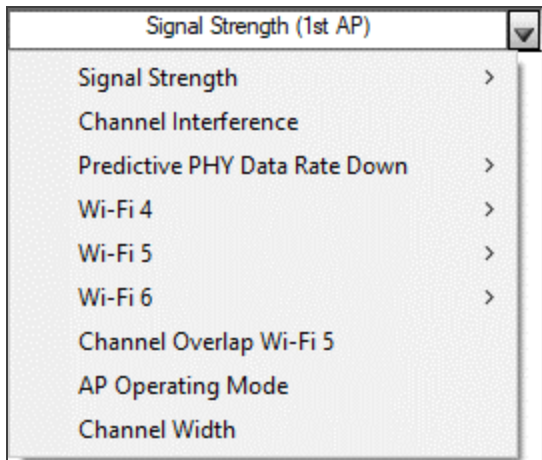 Signal Strength (1st AP)
Signal Strength
Channel Interference
Predictive PHY Data Rate Down
Wi-Fi 4
Wi-Fi 5
Wi-Fi 6
Channel Overlap Wi-Fi 5
AP Operating Mode
Channel Width